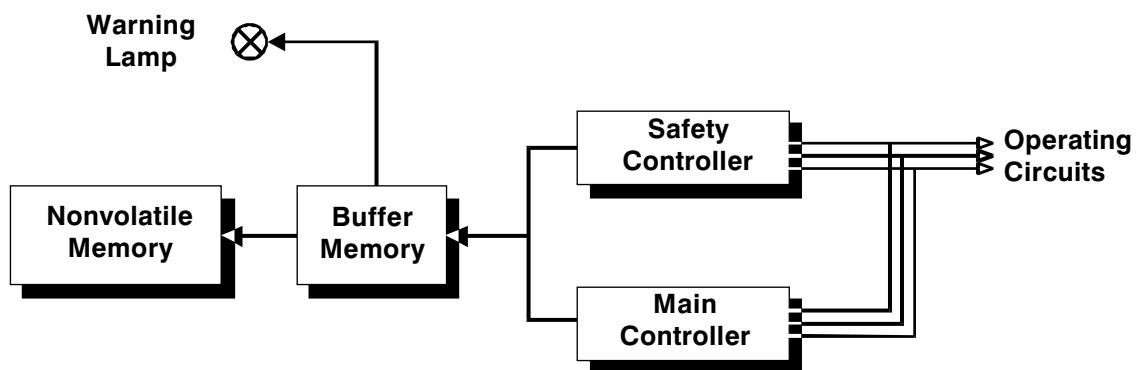 Warning
Lamp
Safety
Controller
Operating
Circuits
Nonvolatile
Memory
Buffer
Memory
Main
Controller